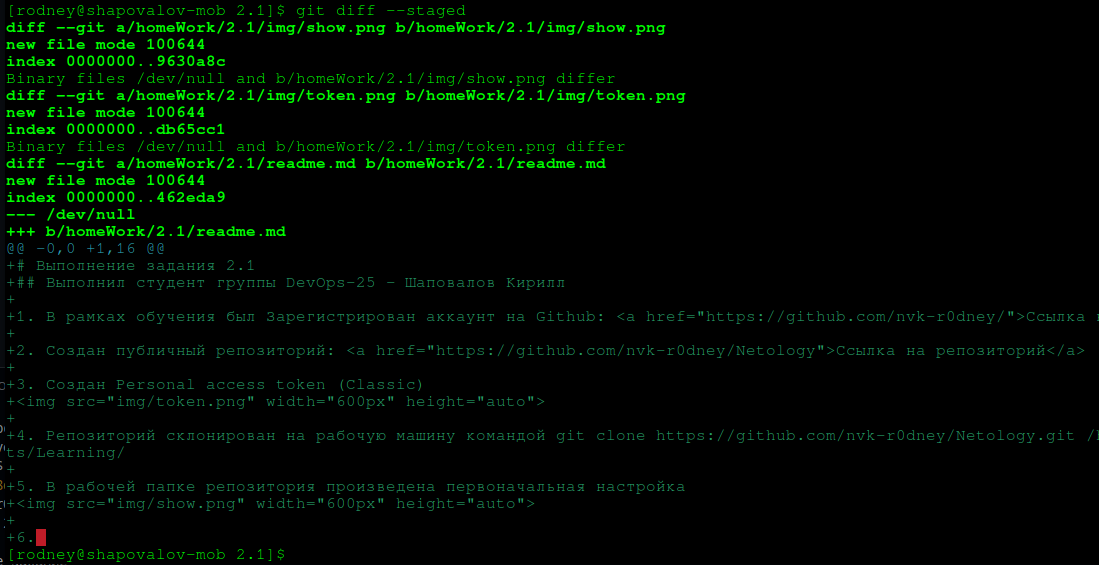 [rodney@shapovalov-mob 2.1]$ git diff --staged
diff --git a/homeWork/2.1/img/show.png b/homeWork/2.1/img/show.png
new file mode 100644
index 0000000..9630a8c
Binary files /dev/null and b/homeWork/2.1/img/show.png differ
diff --git a/homeWork/2.1/img/token.png b/homeWork/2.1/img/token.png
new file mode 100644
index 0000000..db65cc1
Binary files /dev/null and b/homeWork/2.1/img/token.png differ
diff --git a/homeWork/2.1/readme.md b/homeWork/2.1/readme.md
new file mode 100644
index 0000000..462eda9
--- /dev/null
+++ b/homeWork/2.1/readme.md
@@ -0,0 +1,16 @@
+# Выполнение задания 2.1
+## Выполнил студент группы DevOps-25 - Шаповалов Кирилл
+
+1. В рамках обучения был Зарегистрирован аккаунт на Github: <a href="https://github.com/nvk-r0dney/">Ссылка
+
+2. Создан публичный репозиторий: <a href="https://github.com/nvk-r0dney/Netology">Ссылка на репозиторий</a>
+
+3. Создан Personal access token (Classic)
+<img src="img/token.png" width="600px" height="auto">
+
+4. Репозиторий склонирован на рабочую машину командой git clone https://github.com/nvk-r0dney/Netology.git /
ts/Learning/
+
+5. В рабочей папке репозитория произведена первоначальная настройка
+<img src="img/show.png" width="600px" height="auto">
+
+6.
[rodney@shapovalov-mob 2.1]$